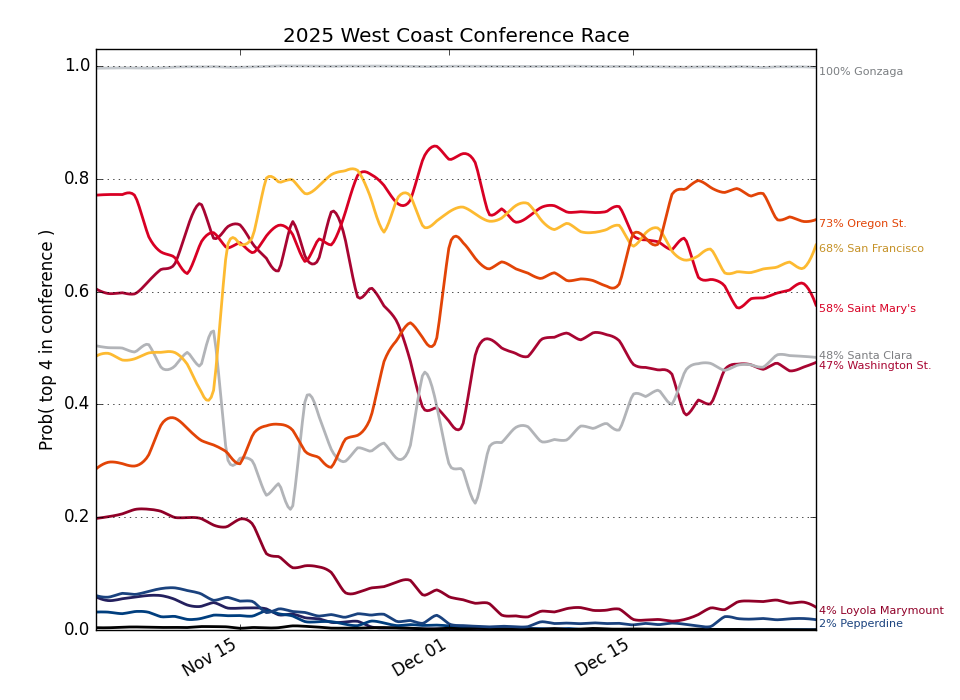 2025 West Coast Conference Race
Prob( top 4 in conference )
1.0
0.8
0.6
0.4
0.2
0.0
Nov 15
Dec 01
Dec 15
100% Gonzaga
73% Oregon St.
68% San Francisco
58% Saint Mary's
48% Santa Clara
47% Washington St.
4% Loyola Marymount
2% Pepperdine